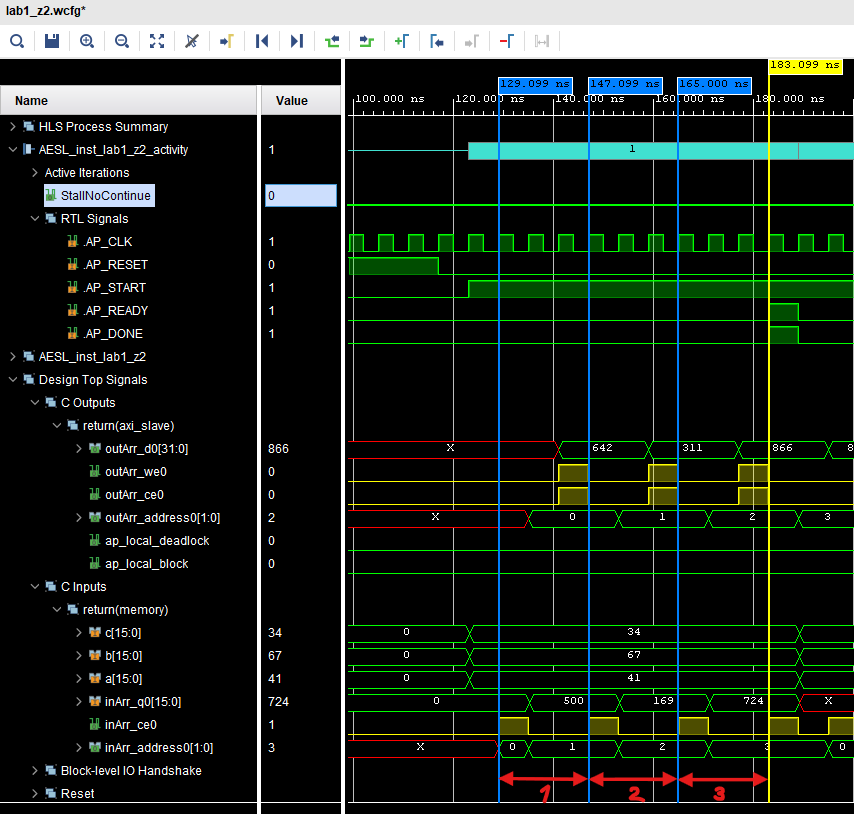 lab1_z2.wcfg*
183.099 ns
129.099 ns 147.099 ns 165.000 ns
100.000 ns 120.000 ns 140.000 ns 160.000 ns 180.000 ns
Name Value
HLS Process Summary
AESL_inst_lab1_z2_activity 1 1
Active Iterations
StallNoContinue 0
RTL Signals
.AP_CLK 1
.AP_RESET 0
.AP_START 1
.AP_READY 1
.AP_DONE 1
AESL_inst_lab1_z2
Design Top Signals
C Outputs
return(axi_slave)
outArr_d0[31:0] 866 X 642 311 866 8
outArr_we0 0
outArr_ce0 0
outArr_address0[1:0] 2 X 0 1 2 3
ap_local_deadlock 0
ap_local_block 0
C Inputs
return(memory)
c[15:0] 34 0 34
b[15:0] 67 0 67
a[15:0] 41 0 41
inArr_q0[15:0] 724 0 500 169 724 X
inArr_ce0 1
inArr_address0[1:0] 3 X 0 1 2 3 0
Block-level IO Handshake
1 2 3
Reset